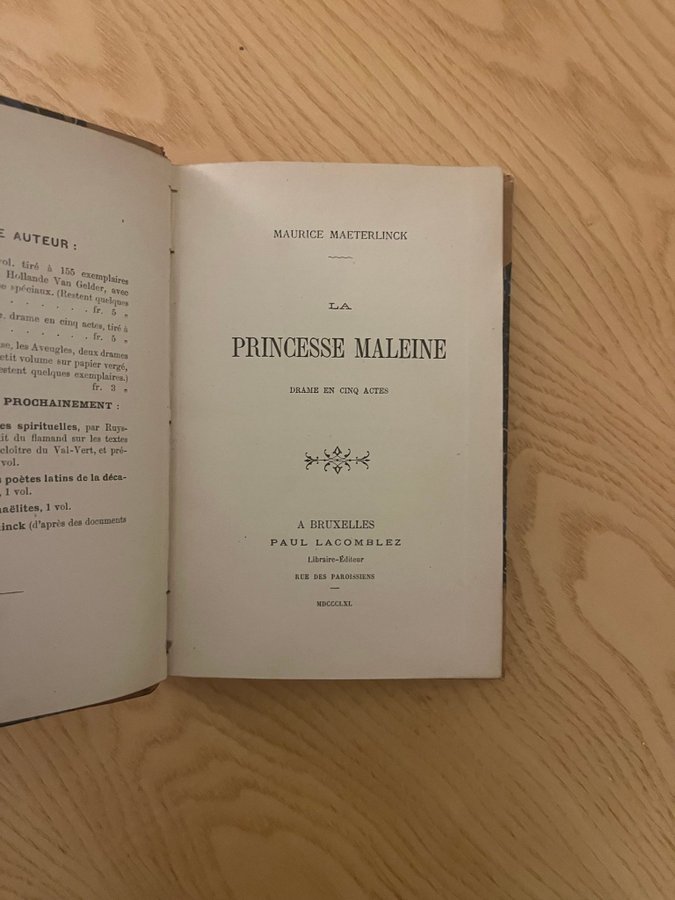 E AUTEUR :
vol. tiré à 155 exemplaires
Hollande Van Gelder, avec
e spéciaux. (Restent quelques
. . . . . fr. 5 »
. drame en cinq actes, tiré à
. . . . . fr. 5 »
se, les Aveugles, deux drames
etit volume sur papier vergé,
estent quelques exemplaires.)
fr. 3 »
PROCHAINEMENT :
es spirituelles, par Ruys-
it du flamand sur les textes
cloître du Val-Vert, et pré-
vol.
s poètes latins de la déca-
, 1 vol.
naëlites, 1 vol.
linck (d'après des documents
MAURICE MAETERLINCK
LA
PRINCESSE MALEINE
DRAME EN CINQ ACTES
A BRUXELLES
PAUL LACOMBLEZ
Libraire-Éditeur
RUE DES PAROISSIENS
MDCCCLXL